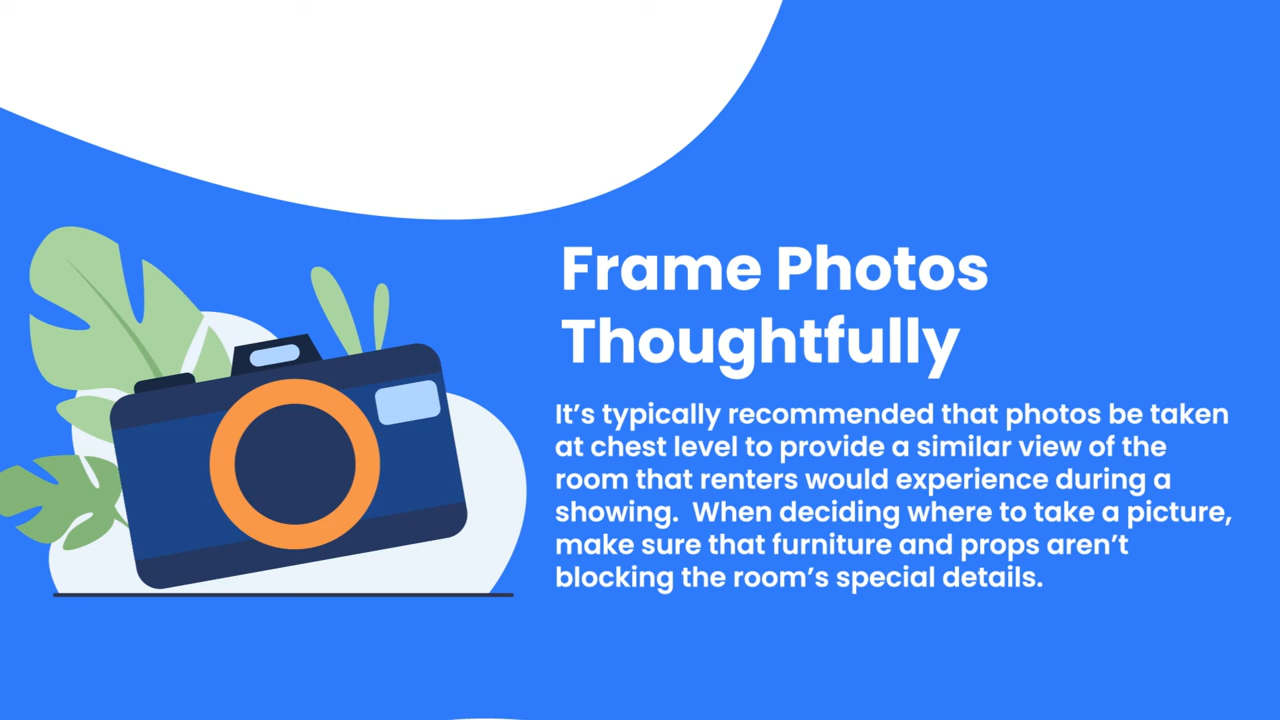 Frame Photos
Thoughtfully
It’s typically recommended that photos be taken
at chest level to provide a similar view of the
room that renters would experience during a
showing.  When deciding where to take a picture,
make sure that furniture and props aren’t
blocking the room’s special details.